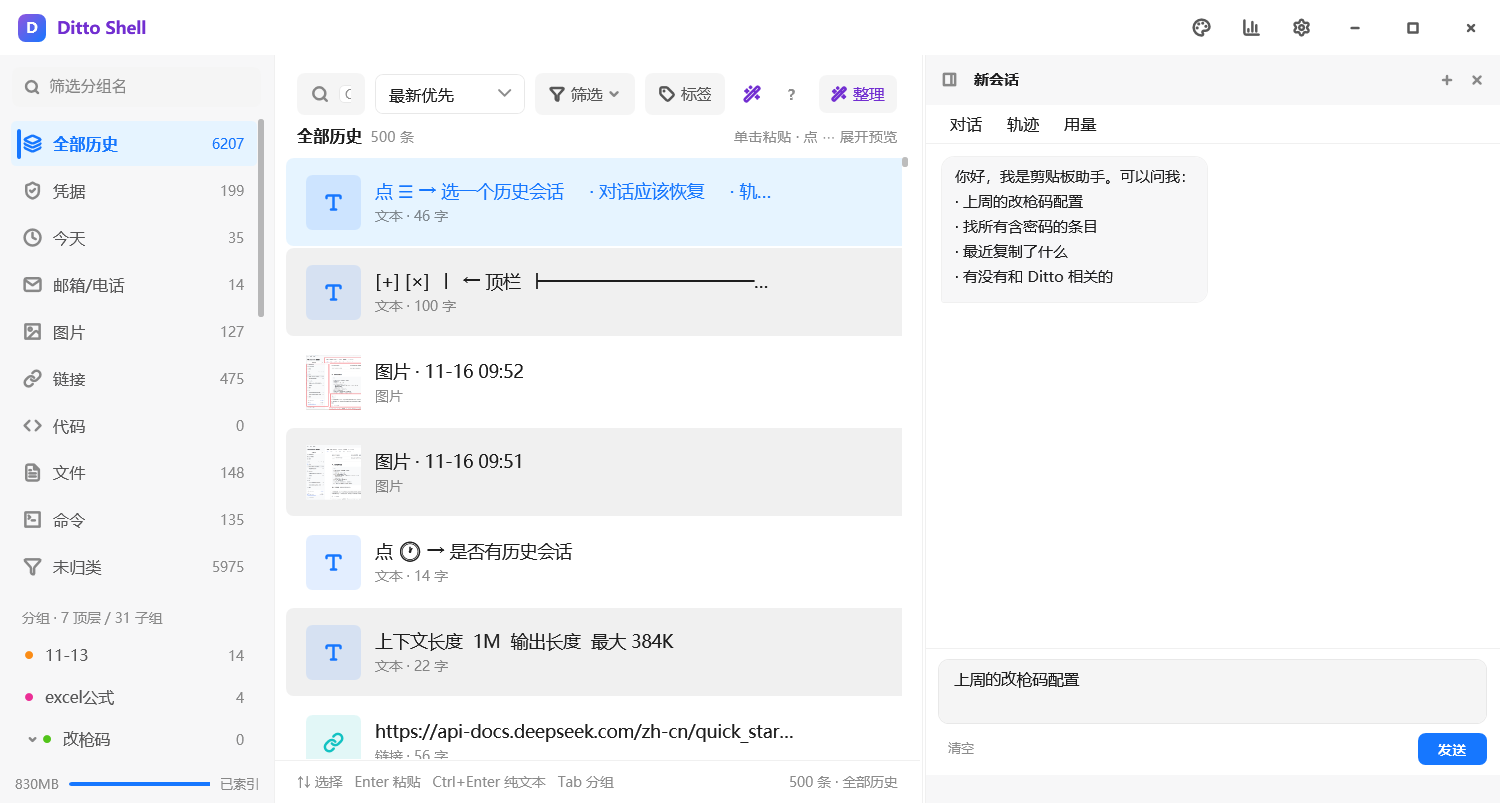 D Ditto Shell
筛选分组名
全部历史 6207
凭据 199
今天 35
邮箱/电话 14
图片 127
链接 475
代码 0
文件 148
命令 135
未归类 5975
分组 · 7 顶层 / 31 子组
11-13 14
excel公式 4
改枪码 0
830MB 已索引
最新优先 筛选 标签 ? 整理
全部历史 500 条 单击粘贴 · 点 ··· 展开预览
点 ☰ → 选一个历史会话 · 对话应该恢复 · 轨...
文本 · 46 字
[+] [×] | ← 顶栏 ├────────────...
文本 · 100 字
图片 · 11-16 09:52
图片
图片 · 11-16 09:51
图片
点 🕐 → 是否有历史会话
文本 · 14 字
上下文长度 1M 输出长度 最大 384K
文本 · 22 字
https://api-docs.deepseek.com/zh-cn/quick_star...
链接 · 56 字
↑↓ 选择 Enter 粘贴 Ctrl+Enter 纯文本 Tab 分组 500 条 · 全部历史
新会话
对话 轨迹 用量
你好，我是剪贴板助手。可以问我：
· 上周的改枪码配置
· 找所有含密码的条目
· 最近复制了什么
· 有没有和 Ditto 相关的
上周的改枪码配置
清空 发送